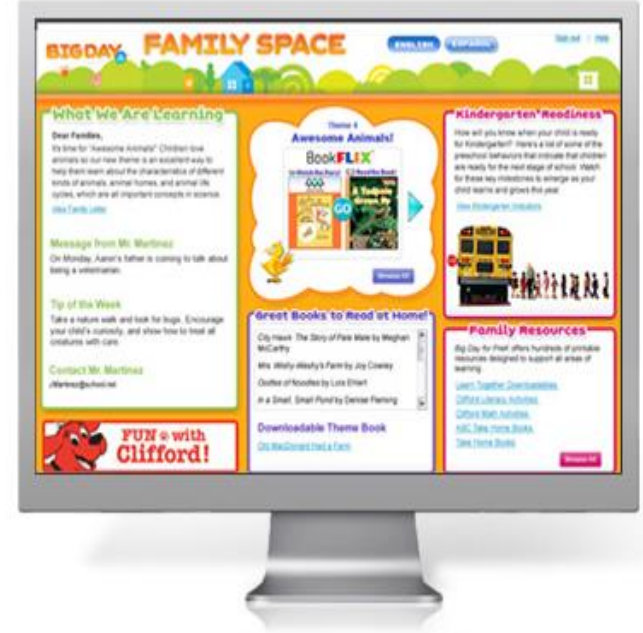 BIG DAY FAMILY SPACE
ENGLISH ESPAÑOL
Sign out | Help
What We Are Learning
Dear Families,
It's time for "Awesome Animals!" Children love
animals so our new theme is an excellent way to
help them learn about the characteristics of different
kinds of animals, animal homes, and animal life
cycles, which are all important concepts in science.
View Family Letter
Message from Mr. Martinez
On Monday, Aaron's father is coming to talk about
being a veterinarian.
Tip of the Week
Take a nature walk and look for bugs. Encourage
your child's curiosity, and show how to treat all
creatures with care.
Contact Mr. Martinez
jMartinez@school.net
FUN with
Clifford!
Theme 4
Awesome Animals!
BookFLIX
Watch the Story!
Read the Book!
GO
A Tadpole
Grows Up
Browse All
Great Books to Read at Home!
City Hawk: The Story of Pale Male by Meghan
McCarthy
Mrs. Wishy-Washy's Farm by Joy Cowley
Oodles of Noodles by Lois Ehlert
In a Small, Small Pond by Denise Fleming
Downloadable Theme Book
Old MacDonald Had a Farm
Kindergarten Readiness
How will you know when your child is ready
for Kindergarten? Here's a list of some of the
preschool behaviors that indicate that children
are ready for the next stage of school. Watch
for these key milestones to emerge as your
child learns and grows this year.
View Kindergarten Indicators
Family Resources
Big Day for PreK offers hundreds of printable
resources designed to support all areas of
learning.
Learn Together Downloadables
Clifford Literacy Activities
Clifford Math Activities
ABC Take Home Books
Take Home Books
Browse All